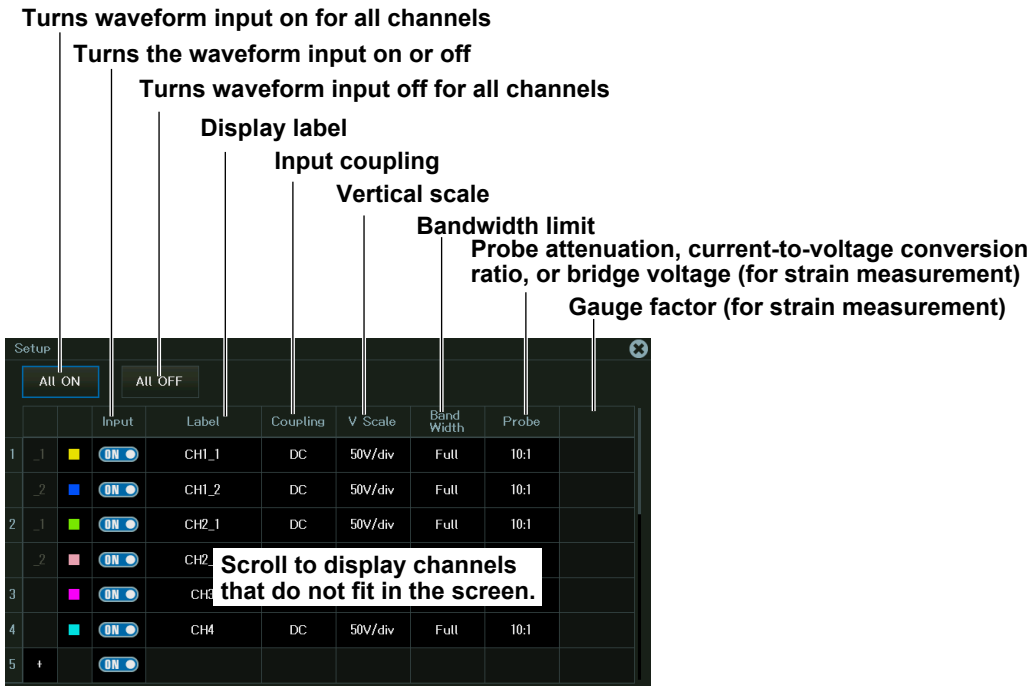 Turns waveform input on for all channels
Turns the waveform input on or off
Turns waveform input off for all channels
Display label
Input coupling
Vertical scale
Bandwidth limit
Probe attenuation, current-to-voltage conversion
ratio, or bridge voltage (for strain measurement)
Gauge factor (for strain measurement)
Setup
All ON All OFF
Input Label Coupling V Scale Band Width Probe
1 _1 ON CH1_1 DC 50V/div Full 10:1
_2 ON CH1_2 DC 50V/div Full 10:1
2 _1 ON CH2_1 DC 50V/div Full 10:1
_2 ON CH2_
Scroll to display channels
that do not fit in the screen.
3 ON CH3
4 ON CH4 DC 50V/div Full 10:1
5 + ON